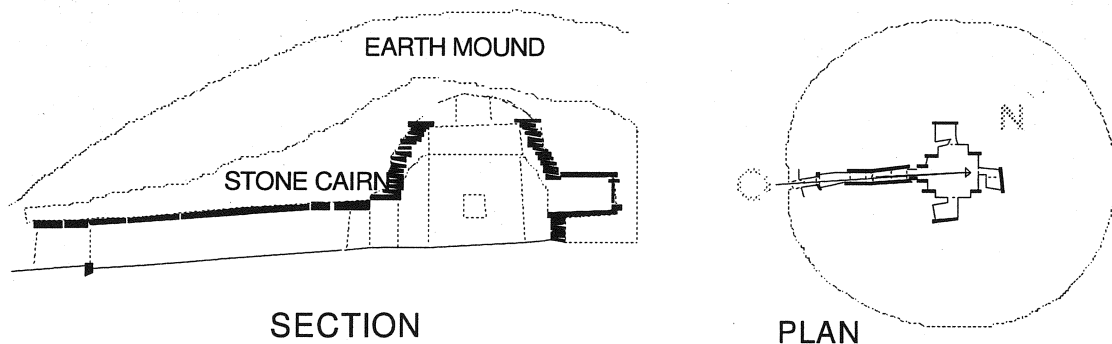 EARTH MOUND
STONE CAIRN
SECTION
N
PLAN